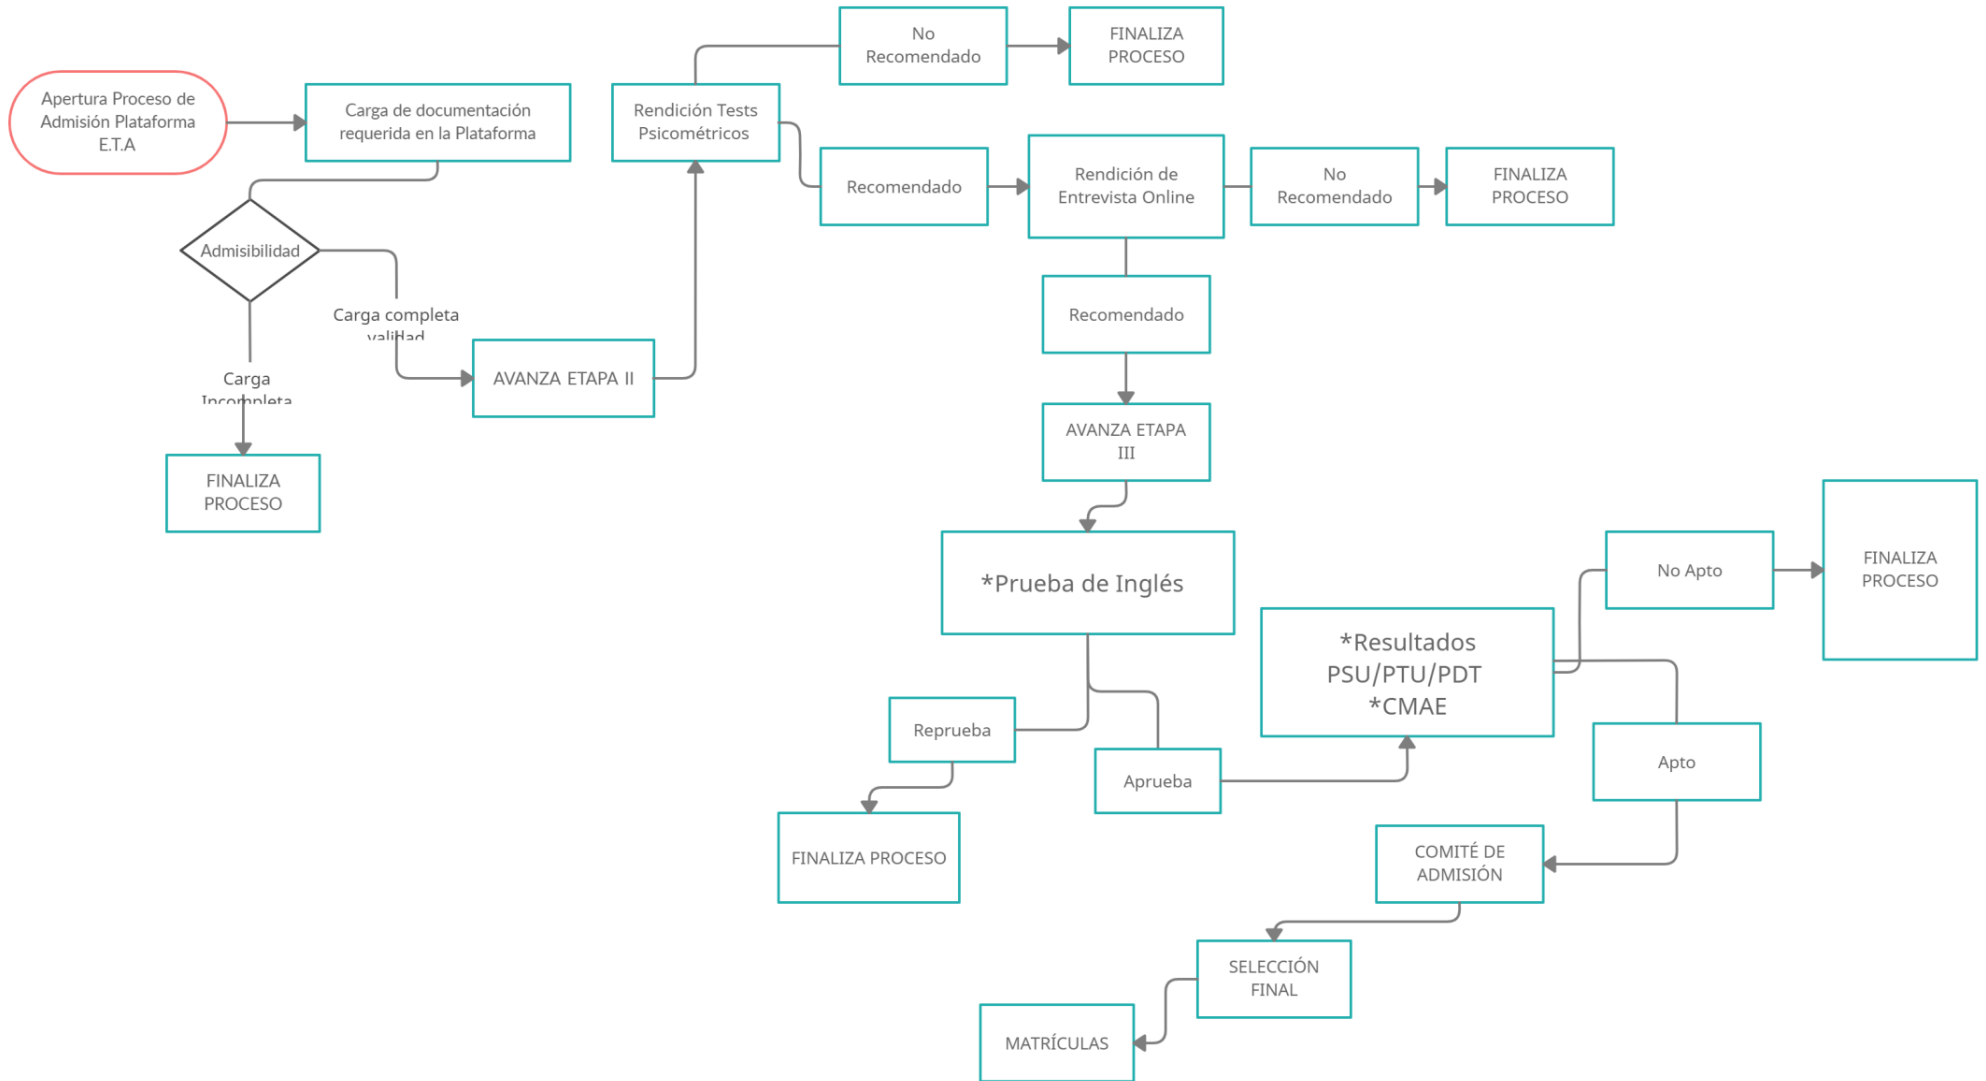 No
Recomendado
FINALIZA
PROCESO
Apertura Proceso de
Admisión Plataforma
E.T.A
Carga de documentación
requerida en la Plataforma
Rendición Tests
Psicométricos
Recomendado
Rendición de
Entrevista Online
No
Recomendado
FINALIZA
PROCESO
Admisibilidad
Carga completa
validad
Recomendado
Carga
Incompleta
AVANZA ETAPA II
AVANZA ETAPA
III
FINALIZA
PROCESO
*Prueba de Inglés
No Apto
FINALIZA
PROCESO
*Resultados
PSU/PTU/PDT
*CMAE
Reprueba
Aprueba
Apto
FINALIZA PROCESO
COMITÉ DE
ADMISIÓN
SELECCIÓN
FINAL
MATRÍCULAS